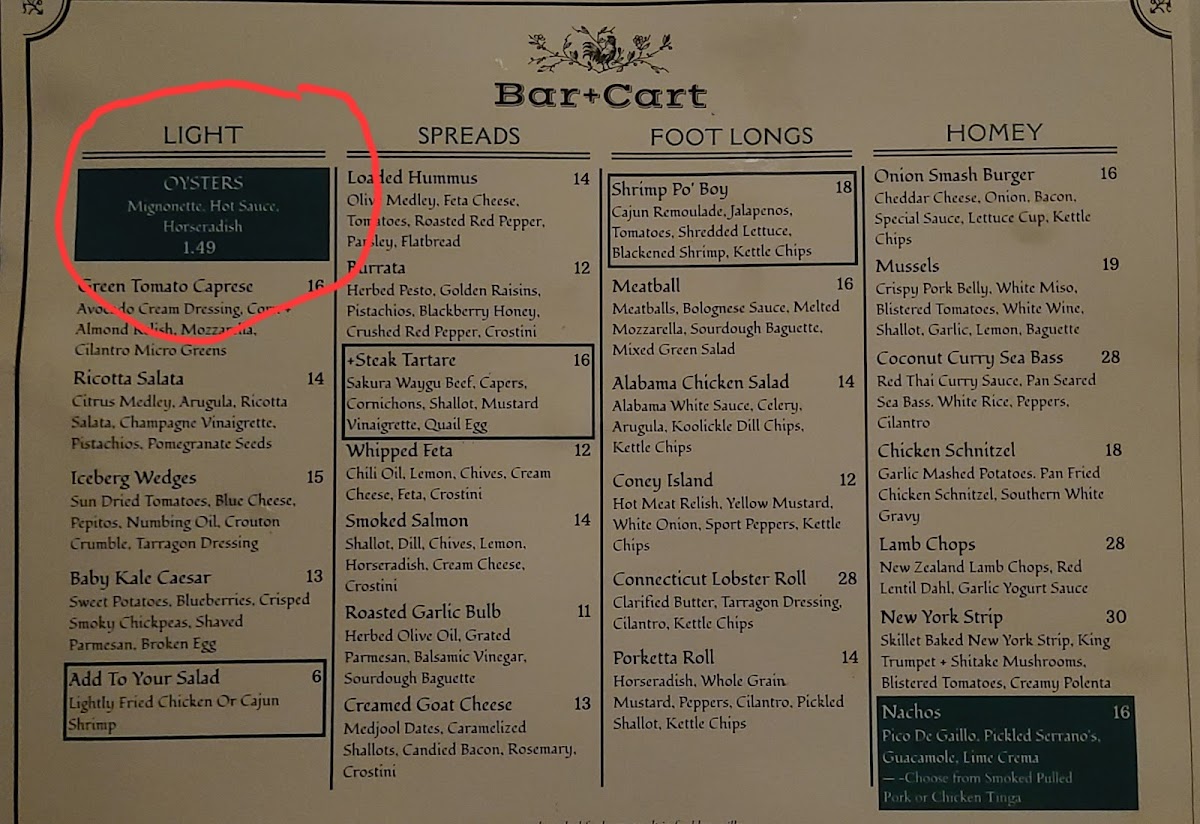 Bar+Cart
LIGHT
OYSTERS
Mignonette, Hot Sauce,
Horseradish
1.49
Green Tomato Caprese 16
Avocado Cream Dressing, Corn +
Almond Relish, Mozzarella,
Cilantro Micro Greens
Ricotta Salata 14
Citrus Medley, Arugula, Ricotta
Salata, Champagne Vinaigrette,
Pistachios, Pomegranate Seeds
Iceberg Wedges 15
Sun Dried Tomatoes, Blue Cheese,
Pepitos, Numbing Oil, Crouton
Crumble, Tarragon Dressing
Baby Kale Caesar 13
Sweet Potatoes, Blueberries, Crisped
Smoky Chickpeas, Shaved
Parmesan, Broken Egg
Add To Your Salad 6
Lightly Fried Chicken Or Cajun
Shrimp
SPREADS
Loaded Hummus 14
Olive Medley, Feta Cheese,
Tomatoes, Roasted Red Pepper,
Parsley, Flatbread
Burrata 12
Herbed Pesto, Golden Raisins,
Pistachios, Blackberry Honey,
Crushed Red Pepper, Crostini
+Steak Tartare 16
Sakura Waygu Beef, Capers,
Cornichons, Shallot, Mustard
Vinaigrette, Quail Egg
Whipped Feta 12
Chili Oil, Lemon, Chives, Cream
Cheese, Feta, Crostini
Smoked Salmon 14
Shallot, Dill, Chives, Lemon,
Horseradish, Cream Cheese,
Crostini
Roasted Garlic Bulb 11
Herbed Olive Oil, Grated
Parmesan, Balsamic Vinegar,
Sourdough Baguette
Creamed Goat Cheese 13
Medjool Dates, Caramelized
Shallots, Candied Bacon, Rosemary,
Crostini
FOOT LONGS
Shrimp Po' Boy 18
Cajun Remoulade, Jalapenos,
Tomatoes, Shredded Lettuce,
Blackened Shrimp, Kettle Chips
Meatball 16
Meatballs, Bolognese Sauce, Melted
Mozzarella, Sourdough Baguette,
Mixed Green Salad
Alabama Chicken Salad 14
Alabama White Sauce, Celery,
Arugula, Koolickle Dill Chips,
Kettle Chips
Coney Island 12
Hot Meat Relish, Yellow Mustard,
White Onion, Sport Peppers, Kettle
Chips
Connecticut Lobster Roll 28
Clarified Butter, Tarragon Dressing,
Cilantro, Kettle Chips
Porketta Roll 14
Horseradish, Whole Grain
Mustard, Peppers, Cilantro, Pickled
Shallot, Kettle Chips
HOMEY
Onion Smash Burger 16
Cheddar Cheese, Onion, Bacon,
Special Sauce, Lettuce Cup, Kettle
Chips
Mussels 19
Crispy Pork Belly, White Miso,
Blistered Tomatoes, White Wine,
Shallot, Garlic, Lemon, Baguette
Coconut Curry Sea Bass 28
Red Thai Curry Sauce, Pan Seared
Sea Bass. White Rice, Peppers,
Cilantro
Chicken Schnitzel 18
Garlic Mashed Potatoes. Pan Fried
Chicken Schnitzel, Southern White
Gravy
Lamb Chops 28
New Zealand Lamb Chops, Red
Lentil Dahl, Garlic Yogurt Sauce
New York Strip 30
Skillet Baked New York Strip, King
Trumpet + Shitake Mushrooms,
Blistered Tomatoes, Creamy Polenta
Nachos 16
Pico De Gaillo, Pickled Serrano's,
Guacamole, Lime Crema
— -Choose from Smoked Pulled
Pork or Chicken Tinga